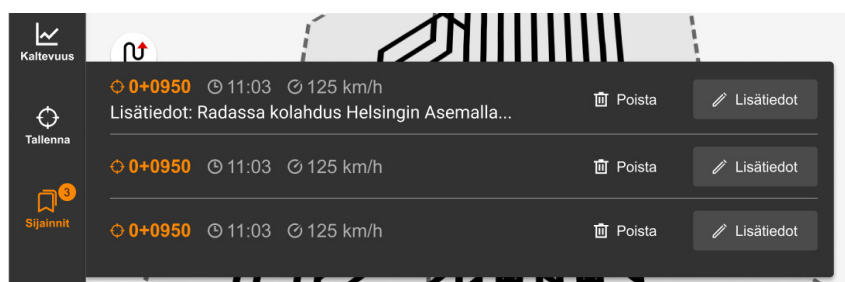 Kaltevuus
Tallenna
3
Sijainnit
0+0950 11:03 125 km/h
Lisätiedot: Radassa kolahdus Helsingin Asemalla...
Poista
Lisätiedot
0+0950 11:03 125 km/h
Poista
Lisätiedot
0+0950 11:03 125 km/h
Poista
Lisätiedot